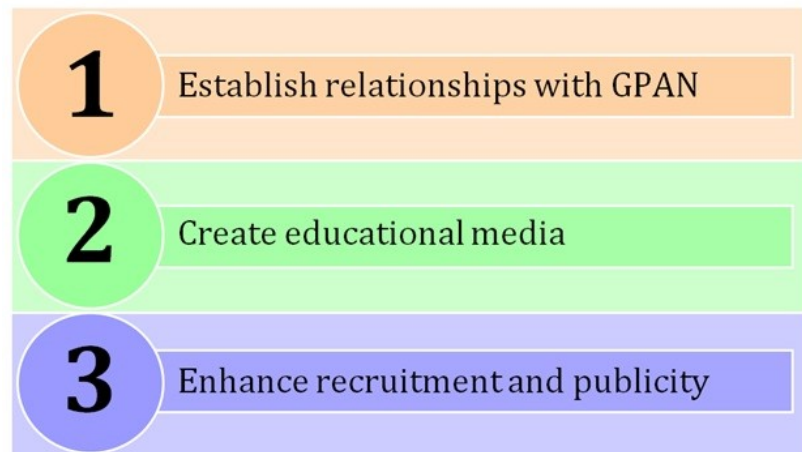 1
Establish relationships with GPAN
2
Create educational media
3
Enhance recruitment and publicity